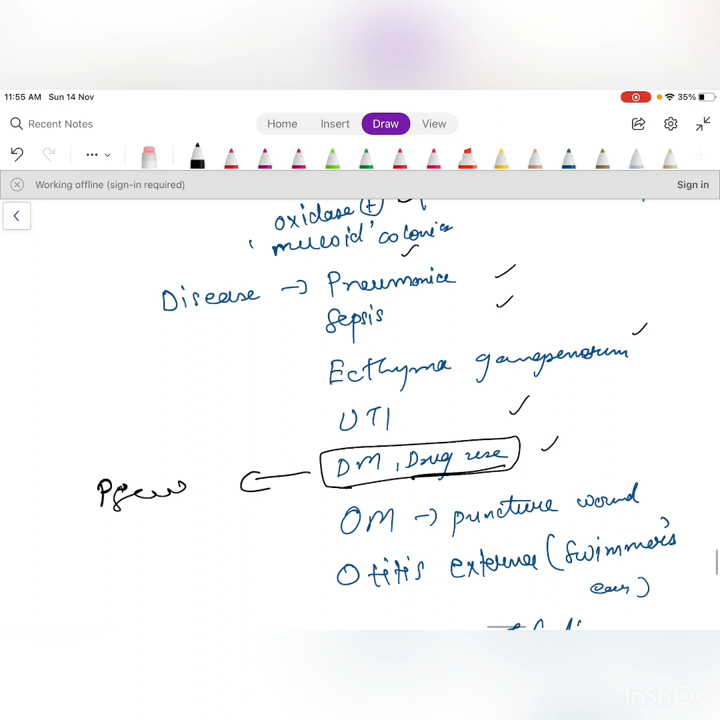 11:55 AM Sun 14 Nov 35%
Recent Notes Home Insert Draw View
Working offline (sign-in required) Sign in
oxidase (+)
'mucoid' colonies
Disease → Pneumonia
Sepsis
Ecthyma
UTI
DM, Drug use
OM → puncture wound
Otitis externa (Swimmer's
ear)
InShot